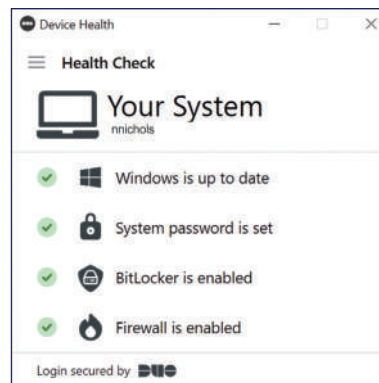 Device Health
Health Check
Your System
nnichols
Windows is up to date
System password is set
BitLocker is enabled
Firewall is enabled
Login secured by DUO